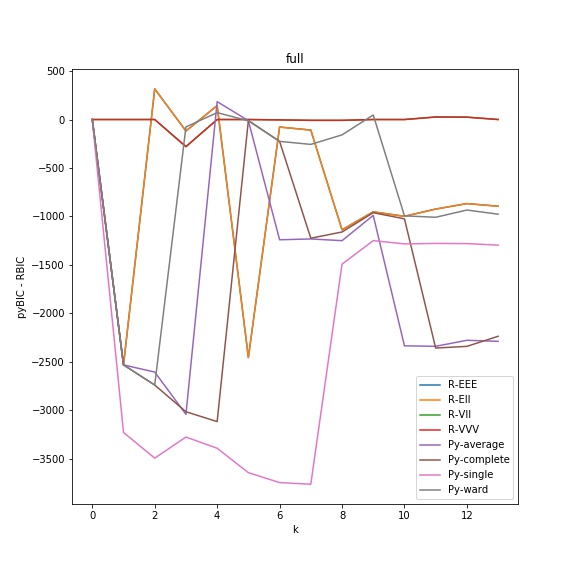 full
500
0
−500
−1000
−1500
−2000
−2500
−3000
−3500
pyBIC - RBIC
0 2 4 6 8 10 12
k
R-EEE
R-EII
R-VII
R-VVV
Py-average
Py-complete
Py-single
Py-ward